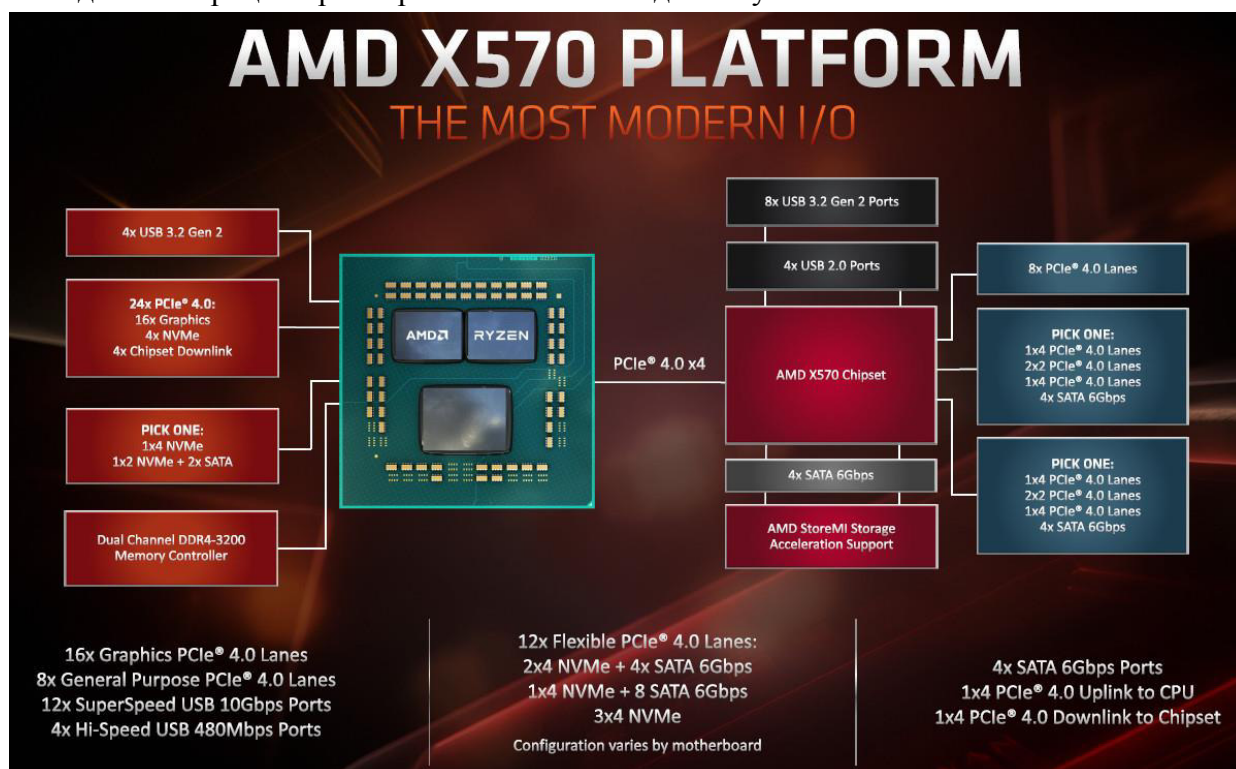 AMD X570 PLATFORM
THE MOST MODERN I/O
4x USB 3.2 Gen 2
24x PCIe® 4.0:
16x Graphics
4x NVMe
4x Chipset Downlink
PICK ONE:
1x4 NVMe
1x2 NVMe + 2x SATA
Dual Channel DDR4-3200
Memory Controller
AMD
RYZEN
PCIe® 4.0 x4
8x USB 3.2 Gen 2 Ports
4x USB 2.0 Ports
AMD X570 Chipset
4x SATA 6Gbps
AMD StoreMI Storage
Acceleration Support
8x PCIe® 4.0 Lanes
PICK ONE:
1x4 PCIe® 4.0 Lanes
2x2 PCIe® 4.0 Lanes
1x4 PCIe® 4.0 Lanes
4x SATA 6Gbps
PICK ONE:
1x4 PCIe® 4.0 Lanes
2x2 PCIe® 4.0 Lanes
1x4 PCIe® 4.0 Lanes
4x SATA 6Gbps
16x Graphics PCIe® 4.0 Lanes
8x General Purpose PCIe® 4.0 Lanes
12x SuperSpeed USB 10Gbps Ports
4x Hi-Speed USB 480Mbps Ports
12x Flexible PCIe® 4.0 Lanes:
2x4 NVMe + 4x SATA 6Gbps
1x4 NVMe + 8 SATA 6Gbps
3x4 NVMe
Configuration varies by motherboard
4x SATA 6Gbps Ports
1x4 PCIe® 4.0 Uplink to CPU
1x4 PCIe® 4.0 Downlink to Chipset